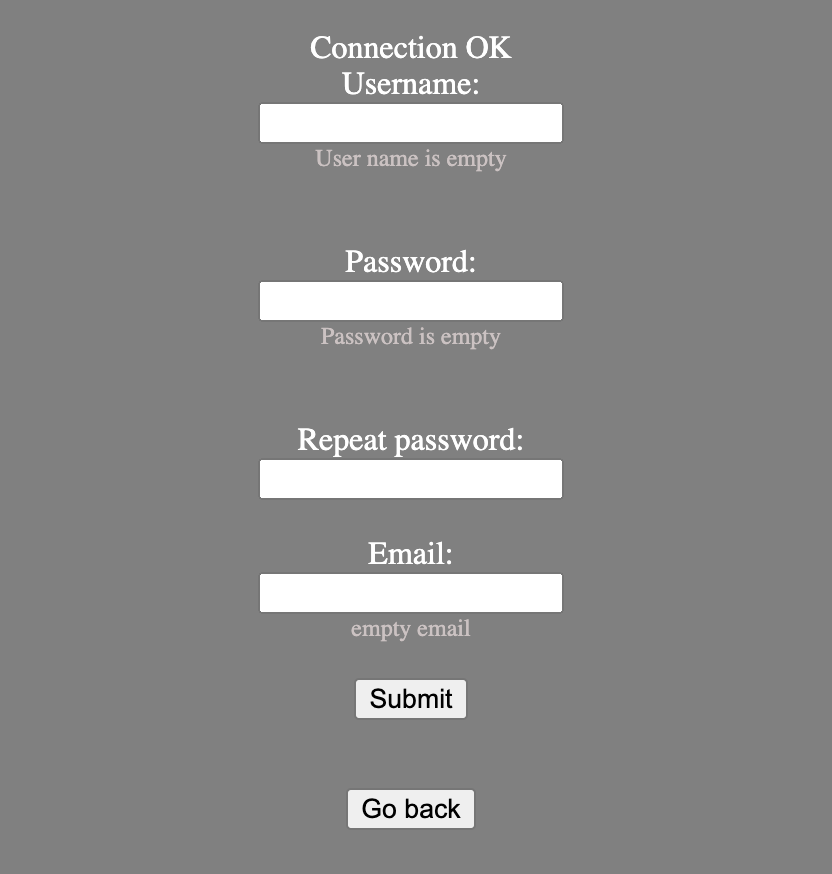 Connection OK
Username:
User name is empty
Password:
Password is empty
Repeat password:
Email:
empty email
Submit
Go back